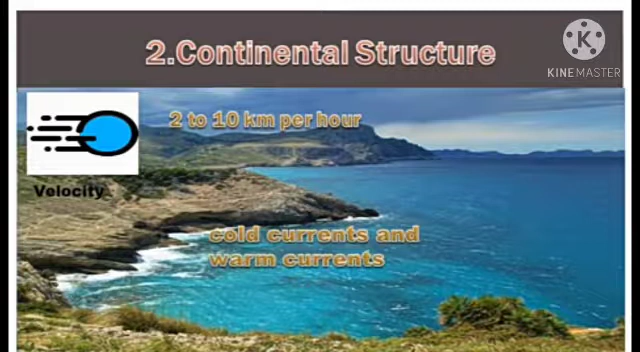 2.Continental Structure
K
KINEMASTER
2 to 10 km per hour
Velocity
cold currents and
warm currents